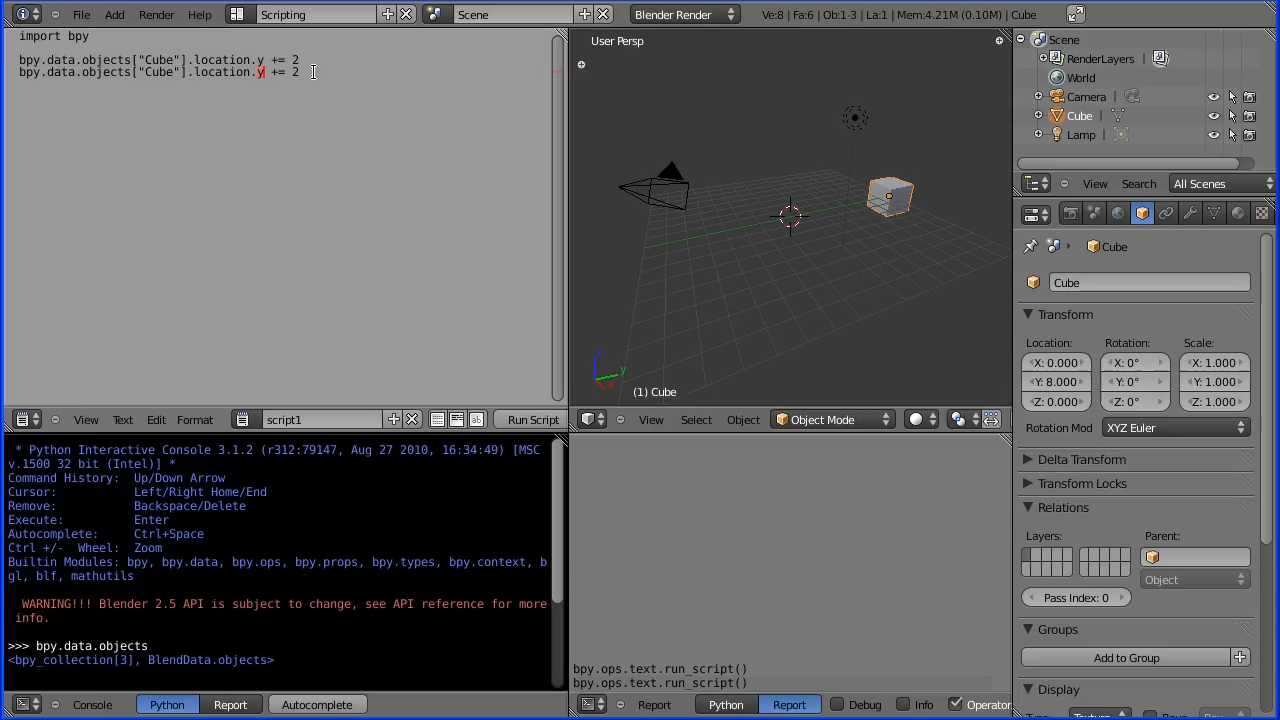 File Add Render Help Scripting Scene Blender Render Ve:8 | Fa:6 | Ob:1-3 | La:1 | Mem:4.21M (0.10M) | Cube
import bpy
bpy.data.objects["Cube"].location.y += 2
bpy.data.objects["Cube"].location.y += 2
View Text Edit Format script1 Run Script
User Persp
z
y
x
(1) Cube
View Select Object Object Mode
Scene
RenderLayers
World
Camera
Cube
Lamp
View Search All Scenes
Cube
Cube
Transform
Location: Rotation: Scale:
X: 0.000 X: 0° X: 1.000
Y: 8.000 Y: 0° Y: 1.000
Z: 0.000 Z: 0° Z: 1.000
Rotation Mod XYZ Euler
Delta Transform
Transform Locks
Relations
Layers: Parent:
Object
Pass Index: 0
Groups
Add to Group
Display
* Python Interactive Console 3.1.2 (r312:79147, Aug 27 2010, 16:34:49) [MSC
v.1500 32 bit (Intel)] *
Command History: Up/Down Arrow
Cursor: Left/Right Home/End
Remove: Backspace/Delete
Execute: Enter
Autocomplete: Ctrl+Space
Ctrl +/- Wheel: Zoom
Builtin Modules: bpy, bpy.data, bpy.ops, bpy.props, bpy.types, bpy.context, b
gl, blf, mathutils
WARNING!!! Blender 2.5 API is subject to change, see API reference for more
info.
>>> bpy.data.objects
<bpy_collection[3], BlendData.objects>
Console Python Report Autocomplete
bpy.ops.text.run_script()
bpy.ops.text.run_script()
Report Python Report Debug Info Operator